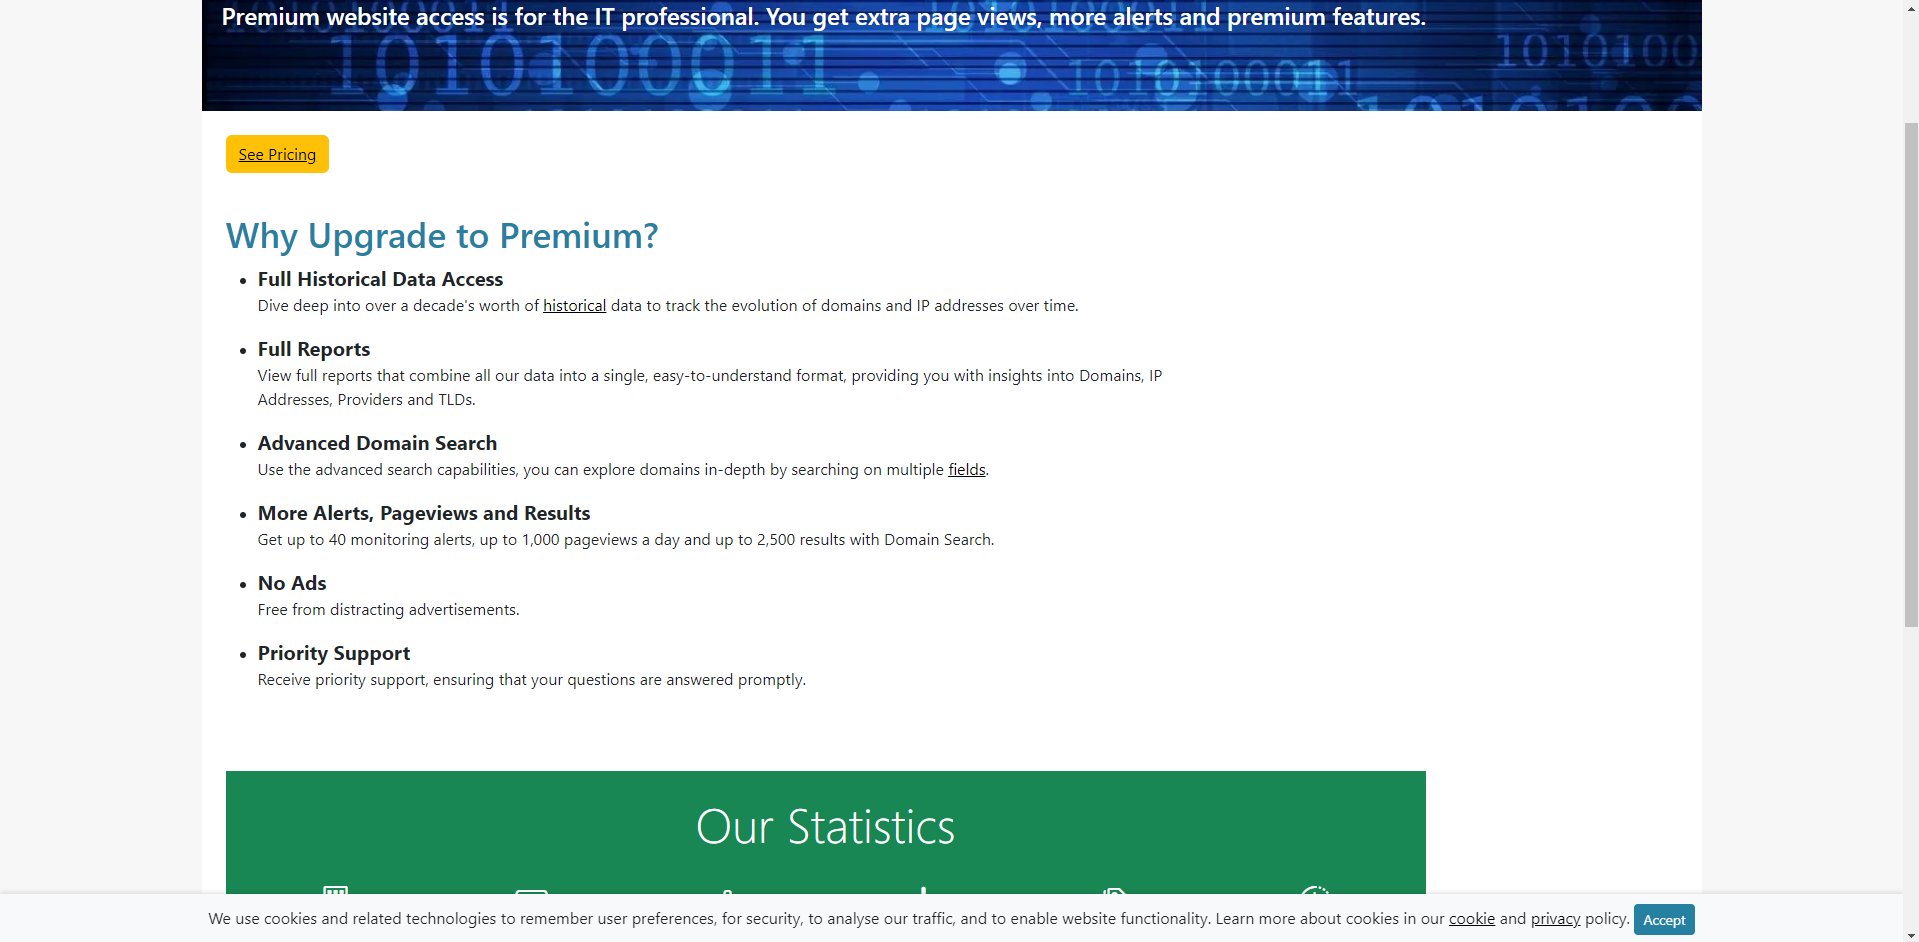 Premium website access is for the IT professional. You get extra page views, more alerts and premium features.
1010100011
1010100011
1010100
See Pricing
Why Upgrade to Premium?
Full Historical Data Access
Dive deep into over a decade's worth of historical data to track the evolution of domains and IP addresses over time.
Full Reports
View full reports that combine all our data into a single, easy-to-understand format, providing you with insights into Domains, IP
Addresses, Providers and TLDs.
Advanced Domain Search
Use the advanced search capabilities, you can explore domains in-depth by searching on multiple fields.
More Alerts, Pageviews and Results
Get up to 40 monitoring alerts, up to 1,000 pageviews a day and up to 2,500 results with Domain Search.
No Ads
Free from distracting advertisements.
Priority Support
Receive priority support, ensuring that your questions are answered promptly.
Our Statistics
We use cookies and related technologies to remember user preferences, for security, to analyse our traffic, and to enable website functionality. Learn more about cookies in our cookie and privacy policy. Accept